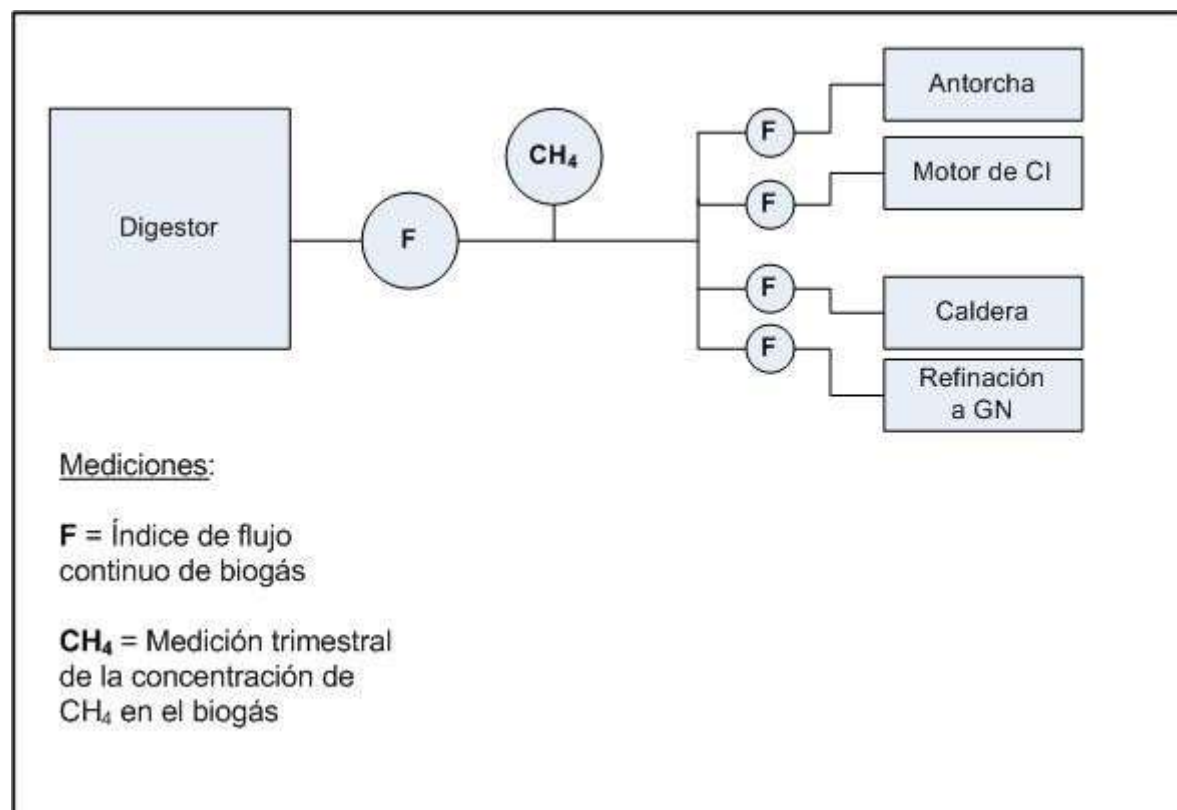 Digestor
F
CH₄
F
F
F
F
Antorcha
Motor de CI
Caldera
Refinación
a GN
Mediciones:
F = Índice de flujo
continuo de biogás
CH₄ = Medición trimestral
de la concentración de
CH₄ en el biogás